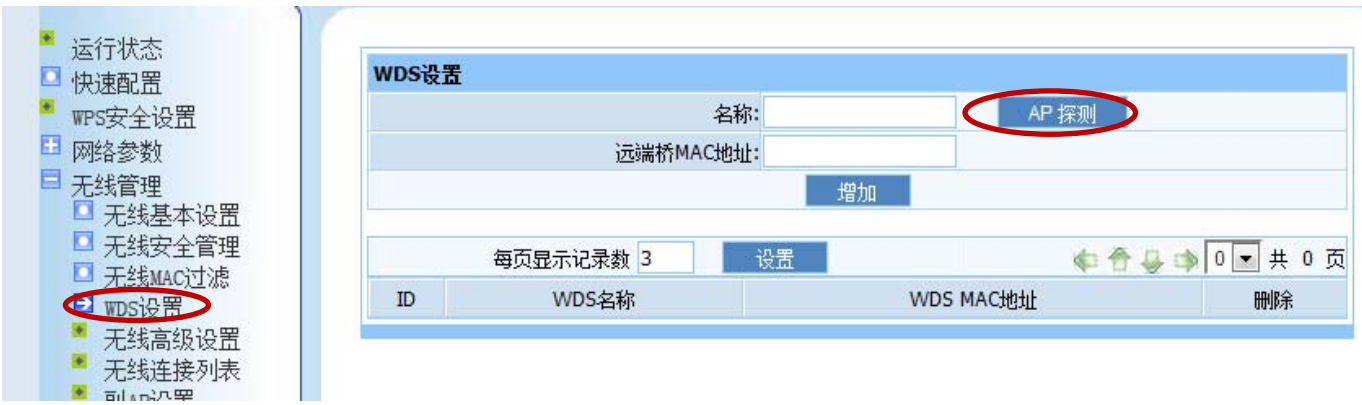 运行状态
快速配置
WPS安全设置
网络参数
无线管理
无线基本设置
无线安全管理
无线MAC过滤
WDS设置
无线高级设置
无线连接列表
副AP设置
WDS设置
名称: AP 探测
远端桥MAC地址:
增加
每页显示记录数 3 设置 0 共 0 页
ID WDS名称 WDS MAC地址 删除